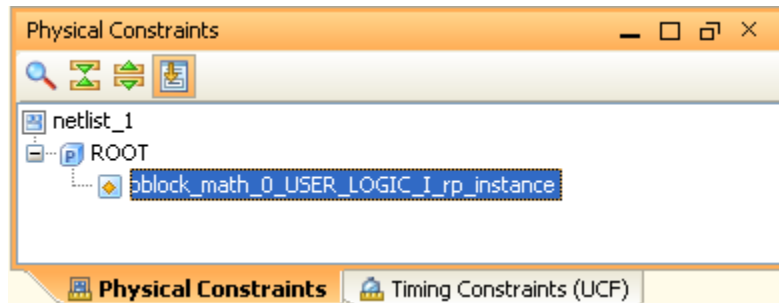 Physical Constraints
netlist_1
ROOT
pblock_math_0_USER_LOGIC_I_rp_instance
Physical Constraints
Timing Constraints (UCF)